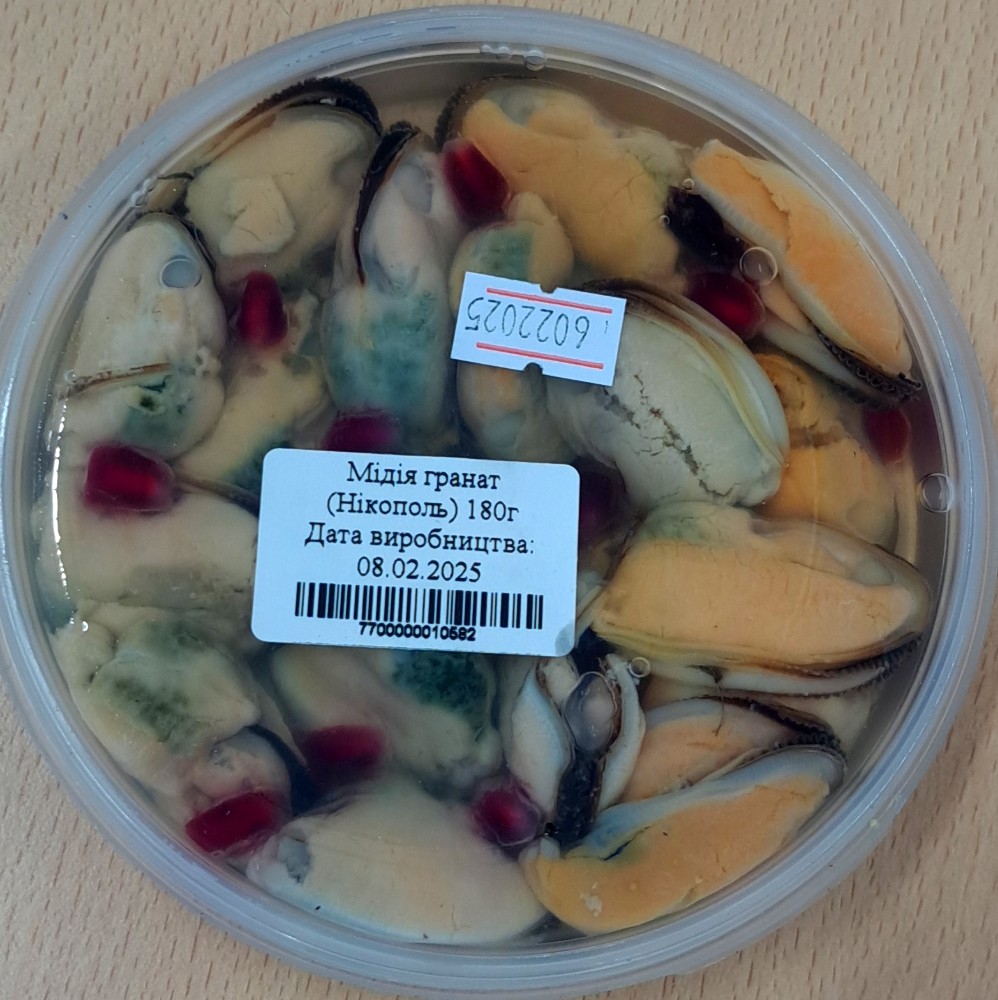 6022025
Мідія гранат
(Нікополь) 180г
Дата виробництва:
08.02.2025
7700000010582